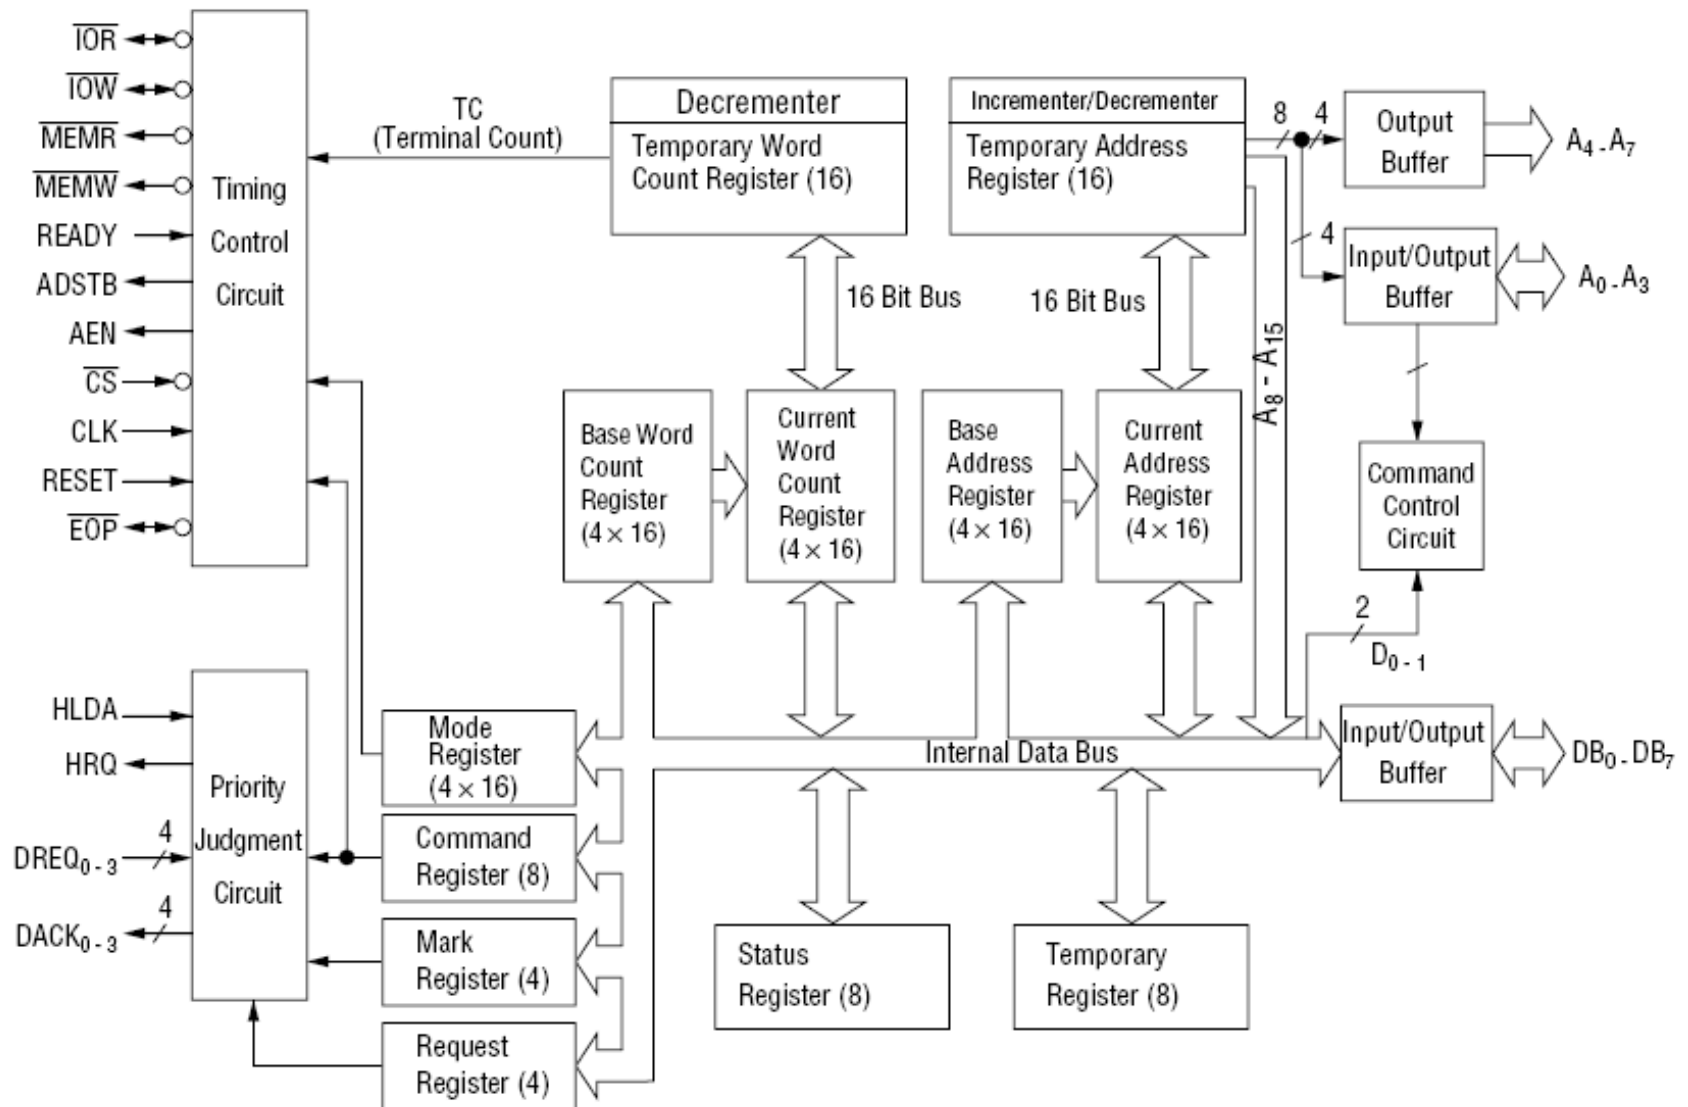 IOR
IOW
MEMR
MEMW
READY
ADSTB
AEN
CS
CLK
RESET
EOP
Timing
Control
Circuit
TC
(Terminal Count)
Decrementer
Temporary Word
Count Register (16)
Incrementer/Decrementer
Temporary Address
Register (16)
8
4
Output
Buffer
A4 - A7
4
Input/Output
Buffer
A0 - A3
16 Bit Bus
16 Bit Bus
A8 - A15
Base Word
Count
Register
(4 × 16)
Current
Word
Count
Register
(4 × 16)
Base
Address
Register
(4 × 16)
Current
Address
Register
(4 × 16)
Command
Control
Circuit
2
D0 - 1
HLDA
HRQ
DREQ0 - 3
4
DACK0 - 3
4
Priority
Judgment
Circuit
Mode
Register
(4 × 16)
Command
Register (8)
Mark
Register (4)
Request
Register (4)
Internal Data Bus
Input/Output
Buffer
DB0 - DB7
Status
Register (8)
Temporary
Register (8)